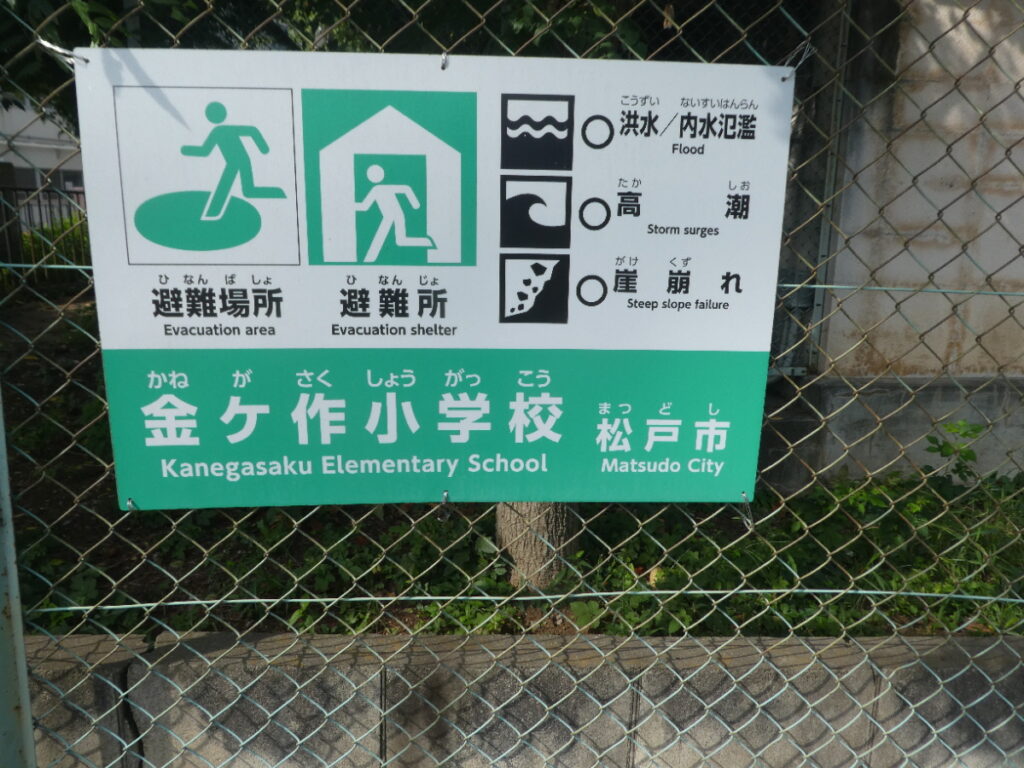 ひ なん ば しょ
避難場所
Evacuation area
ひ なん じょ
避難所
Evacuation shelter
こうずい ないすいはんらん
○ 洪水／内水氾濫
Flood
たか しお
○ 高潮
Storm surges
がけ くず
○ 崖崩れ
Steep slope failure
かね が さく しょう がっ こう
金ケ作小学校
Kanegasaku Elementary School
まつ ど し
松戸市
Matsudo City